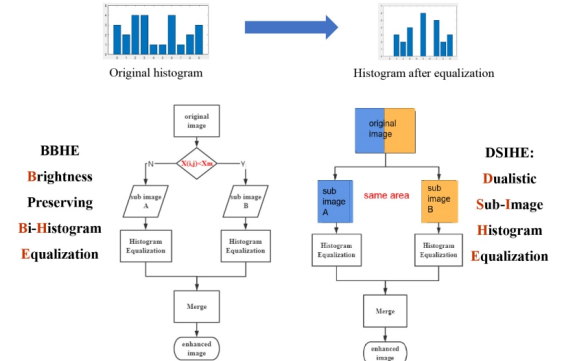 Original histogram
Histogram after equalization
BBHE
Brightness
Preserving
Bi-Histogram
Equalization
original
image
N
X(i,j)<Xm
Y
sub image
A
sub image
B
Histogram
Equalization
Histogram
Equalization
Merge
enhanced
image
original
image
sub
image
A
same area
sub
image
B
Histogram
Equalization
Histogram
Equalization
Merge
enhanced
image
DSIHE:
Dualistic
Sub-Image
Histogram
Equalization